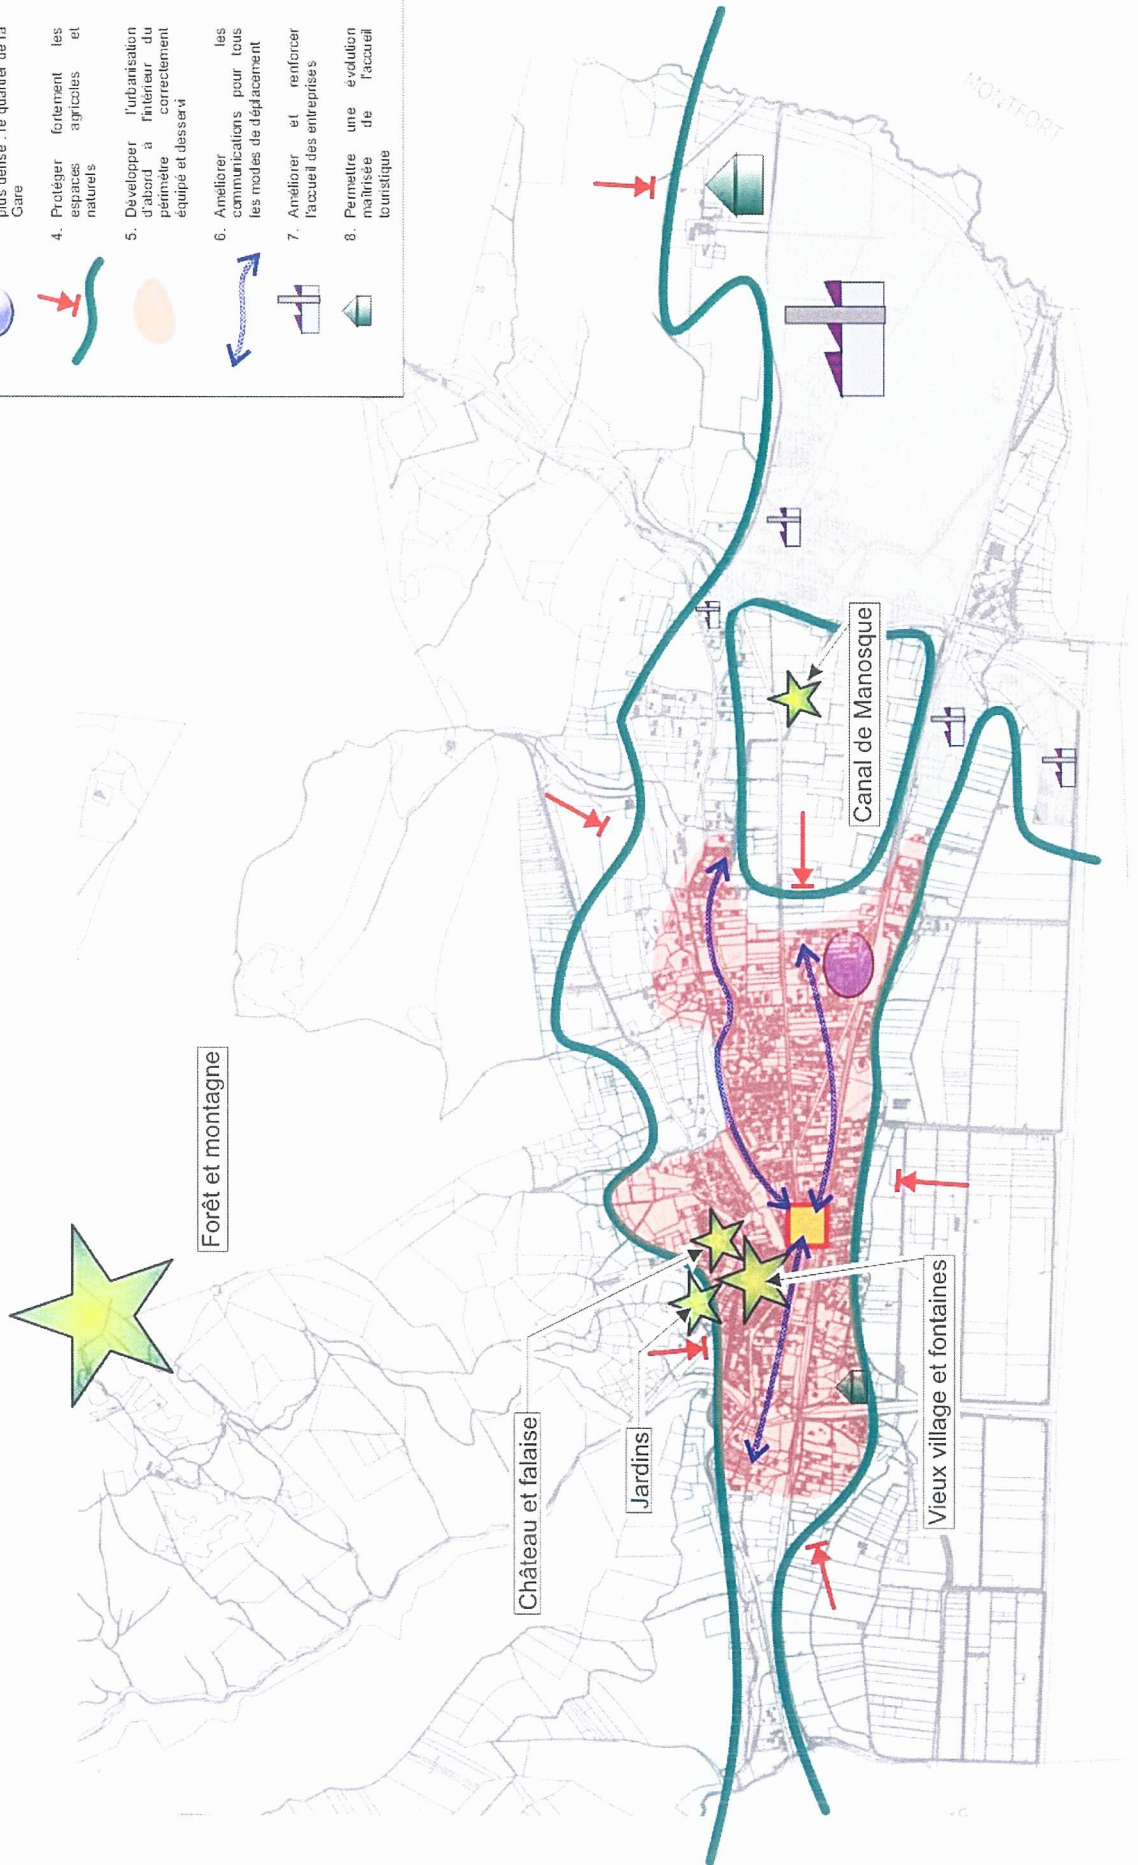 plus dense : le quartier de la
Gare
4. Protéger fortement les
espaces agricoles et
naturels
5. Développer l'urbanisation
d'abord à l'intérieur du
périmètre correctement
équipé et desservi
6. Améliorer les
communications pour tous
les modes de déplacement
7. Améliorer et renforcer
l'accueil des entreprises
8. Permettre une évolution
maîtrisée de l'accueil
touristique
MONTFORT
Forêt et montagne
Canal de Manosque
Château et falaise
Jardins
Vieux village et fontaines